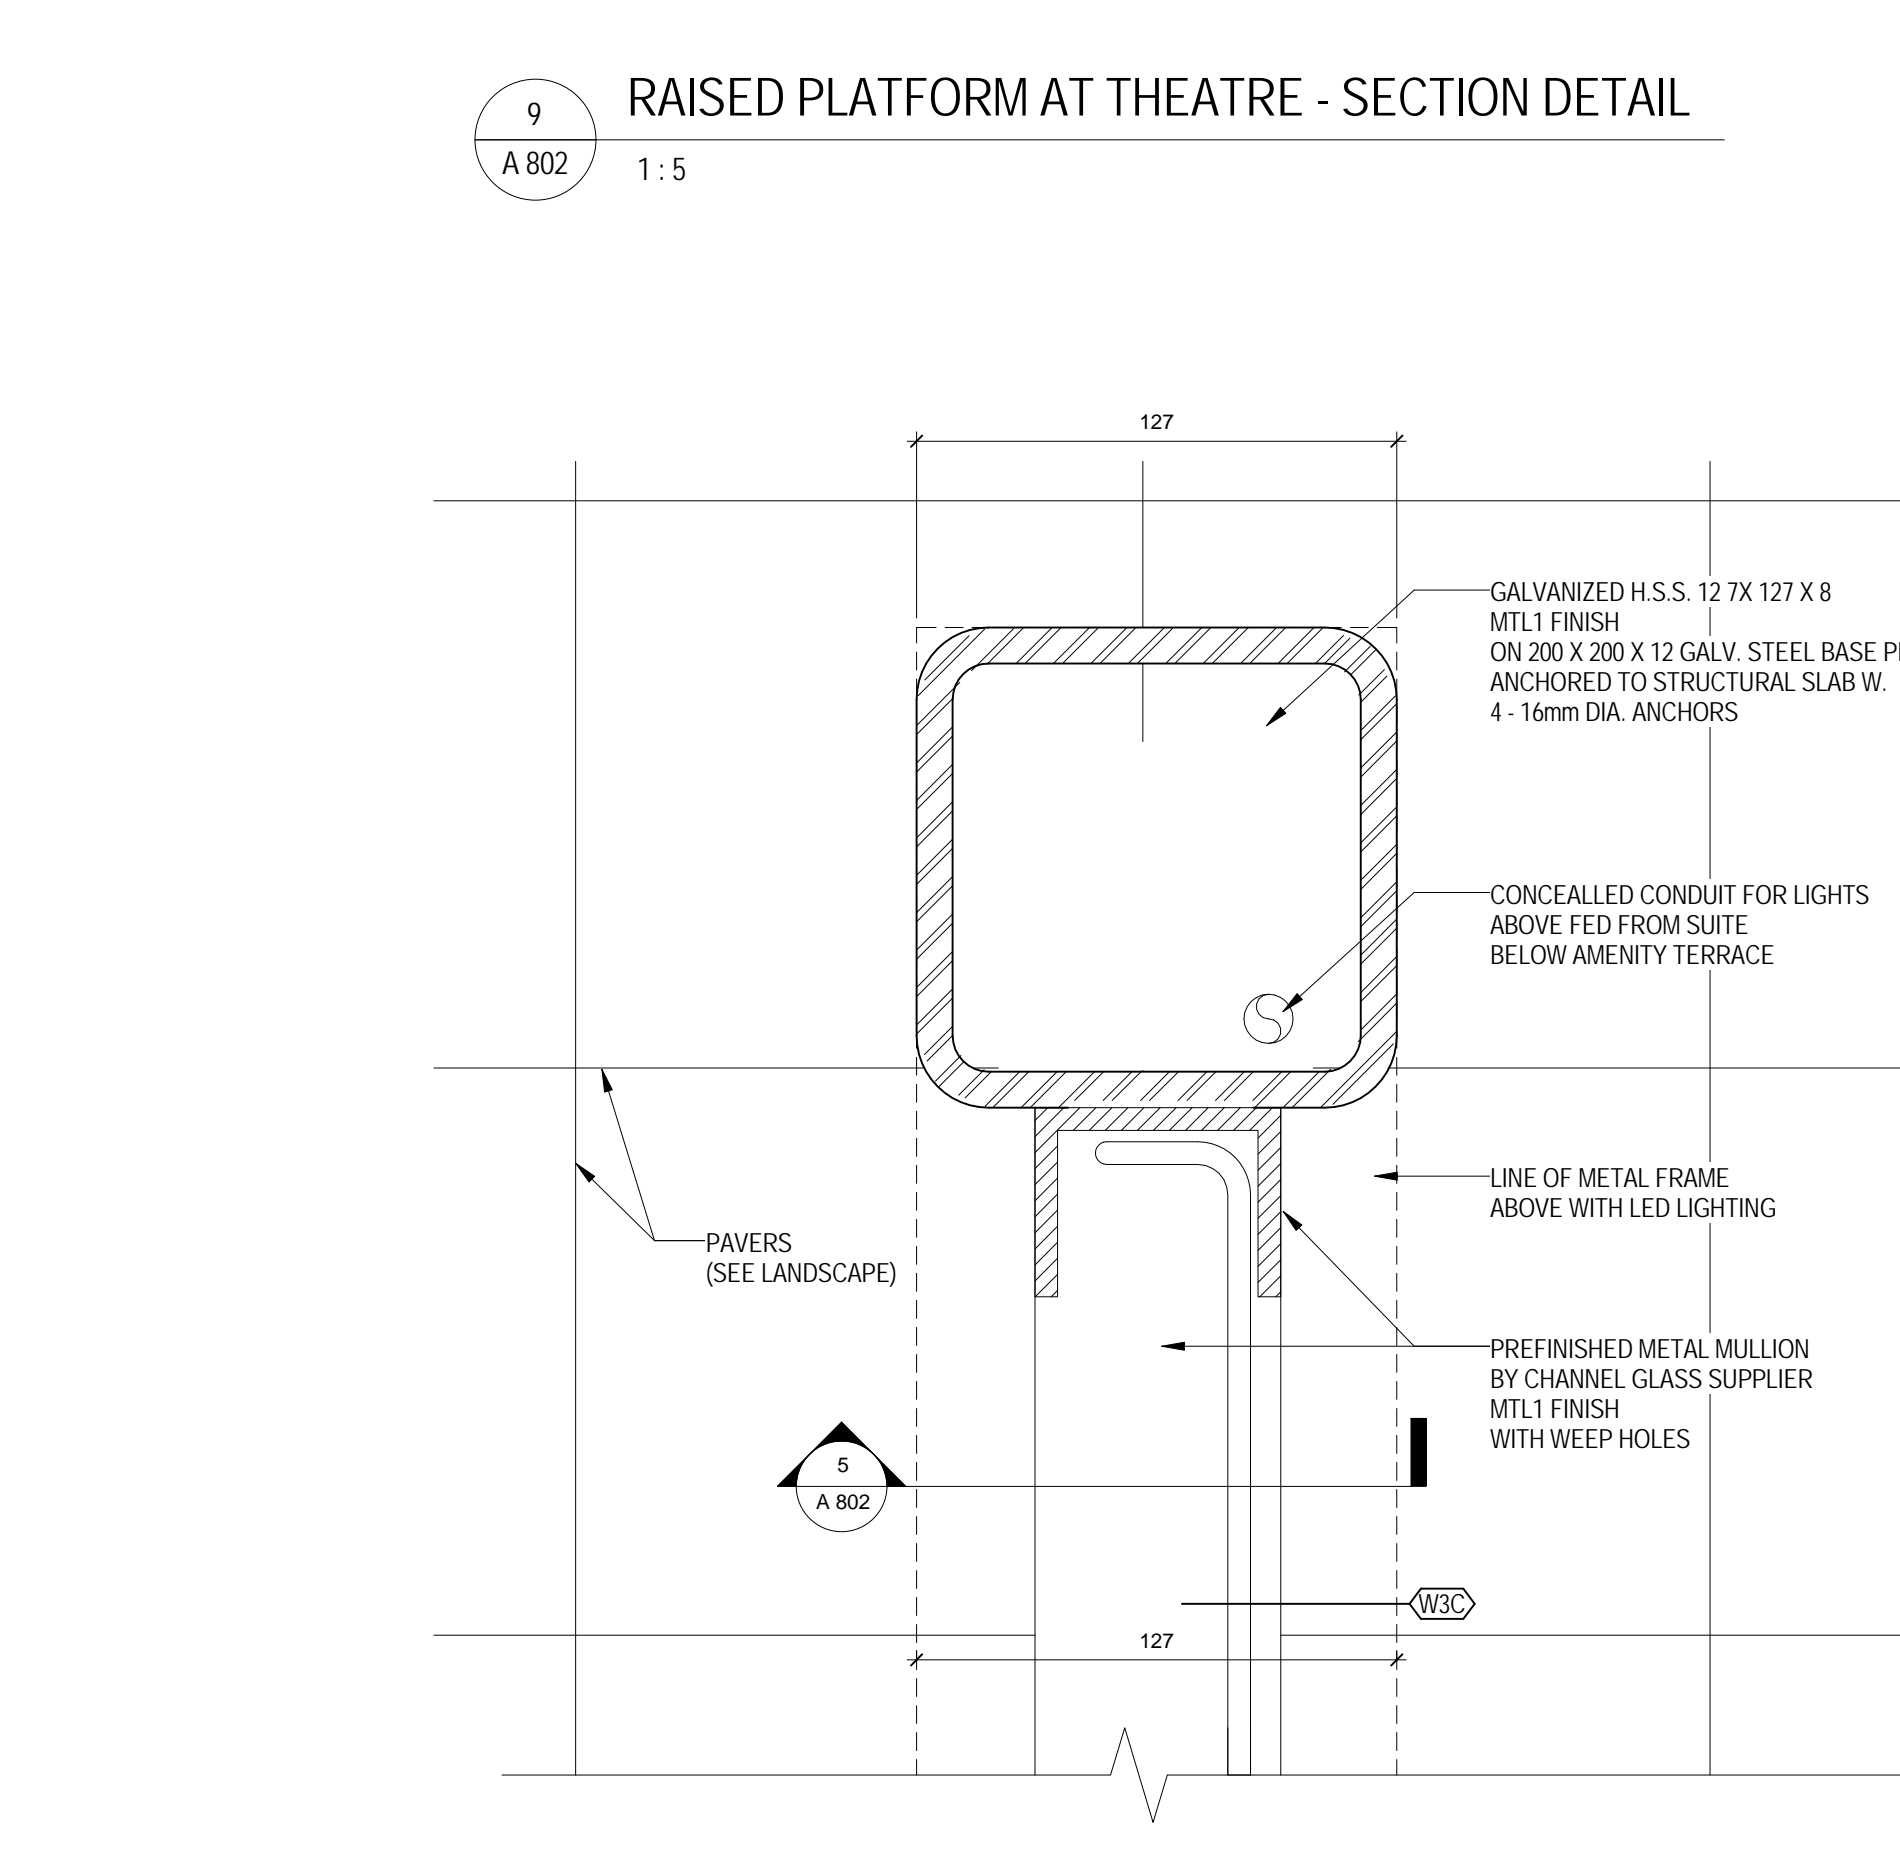 9
A 802
RAISED PLATFORM AT THEATRE - SECTION DETAIL
1 : 5
127
GALVANIZED H.S.S. 12 7X 127 X 8
MTL1 FINISH
ON 200 X 200 X 12 GALV. STEEL BASE
ANCHORED TO STRUCTURAL SLAB W.
4 - 16mm DIA. ANCHORS
CONCEALLED CONDUIT FOR LIGHTS
ABOVE FED FROM SUITE
BELOW AMENITY TERRACE
LINE OF METAL FRAME
ABOVE WITH LED LIGHTING
PAVERS
(SEE LANDSCAPE)
PREFINISHED METAL MULLION
BY CHANNEL GLASS SUPPLIER
MTL1 FINISH
WITH WEEP HOLES
5
A 802
W3C
127